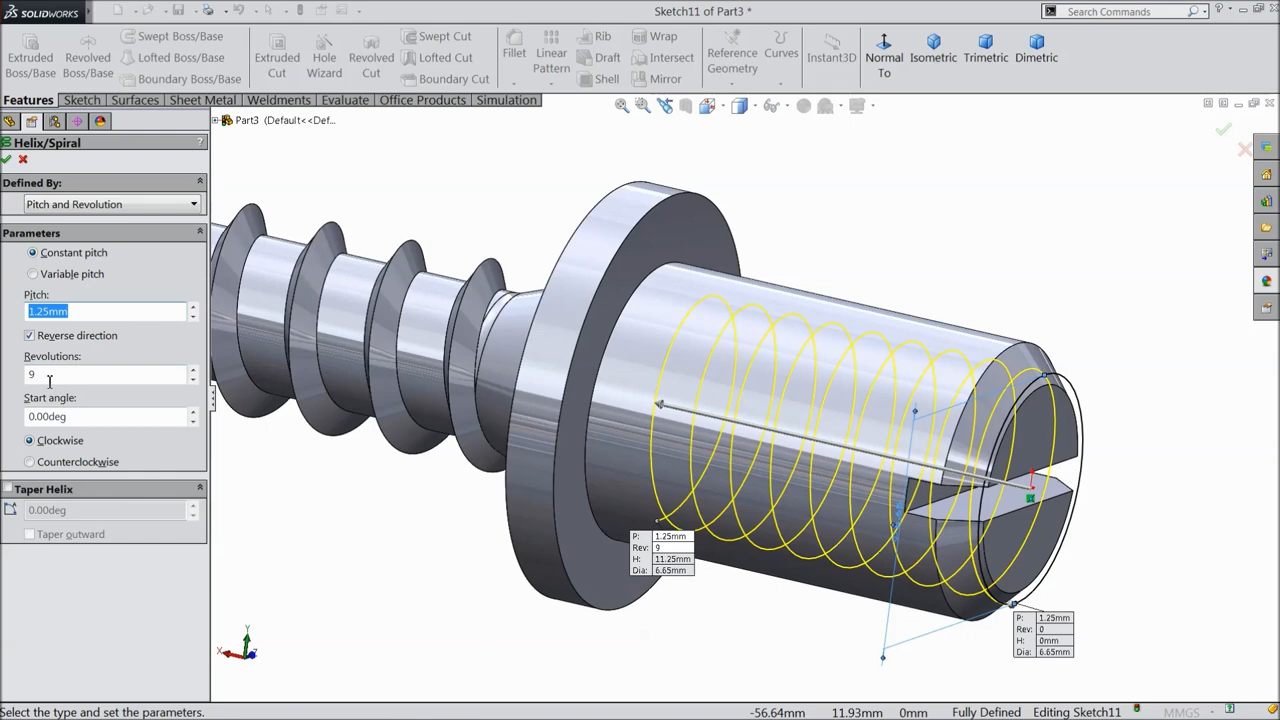 SOLIDWORKS
Sketch11 of Part3 *
Search Commands
Extruded Boss/Base
Revolved Boss/Base
Swept Boss/Base
Lofted Boss/Base
Boundary Boss/Base
Extruded Cut
Hole Wizard
Revolved Cut
Swept Cut
Lofted Cut
Boundary Cut
Fillet
Linear Pattern
Rib
Draft
Shell
Wrap
Intersect
Mirror
Reference Geometry
Curves
Instant3D
Normal To
Isometric
Trimetric
Dimetric
Features
Sketch
Surfaces
Sheet Metal
Weldments
Evaluate
Office Products
Simulation
Part3 (Default<<Def...
Helix/Spiral
?
Defined By:
Pitch and Revolution
Parameters
Constant pitch
Variable pitch
Pitch:
1.25mm
Reverse direction
Revolutions:
9
Start angle:
0.00deg
Clockwise
Counterclockwise
Taper Helix
0.00deg
Taper outward
P: 1.25mm
Rev: 9
H: 11.25mm
Dia: 6.65mm
P: 1.25mm
Rev: 0
H: 0mm
Dia: 6.65mm
Y
X
Z
Select the type and set the parameters.
-56.64mm
11.93mm
0mm
Fully Defined
Editing Sketch11
MMGS